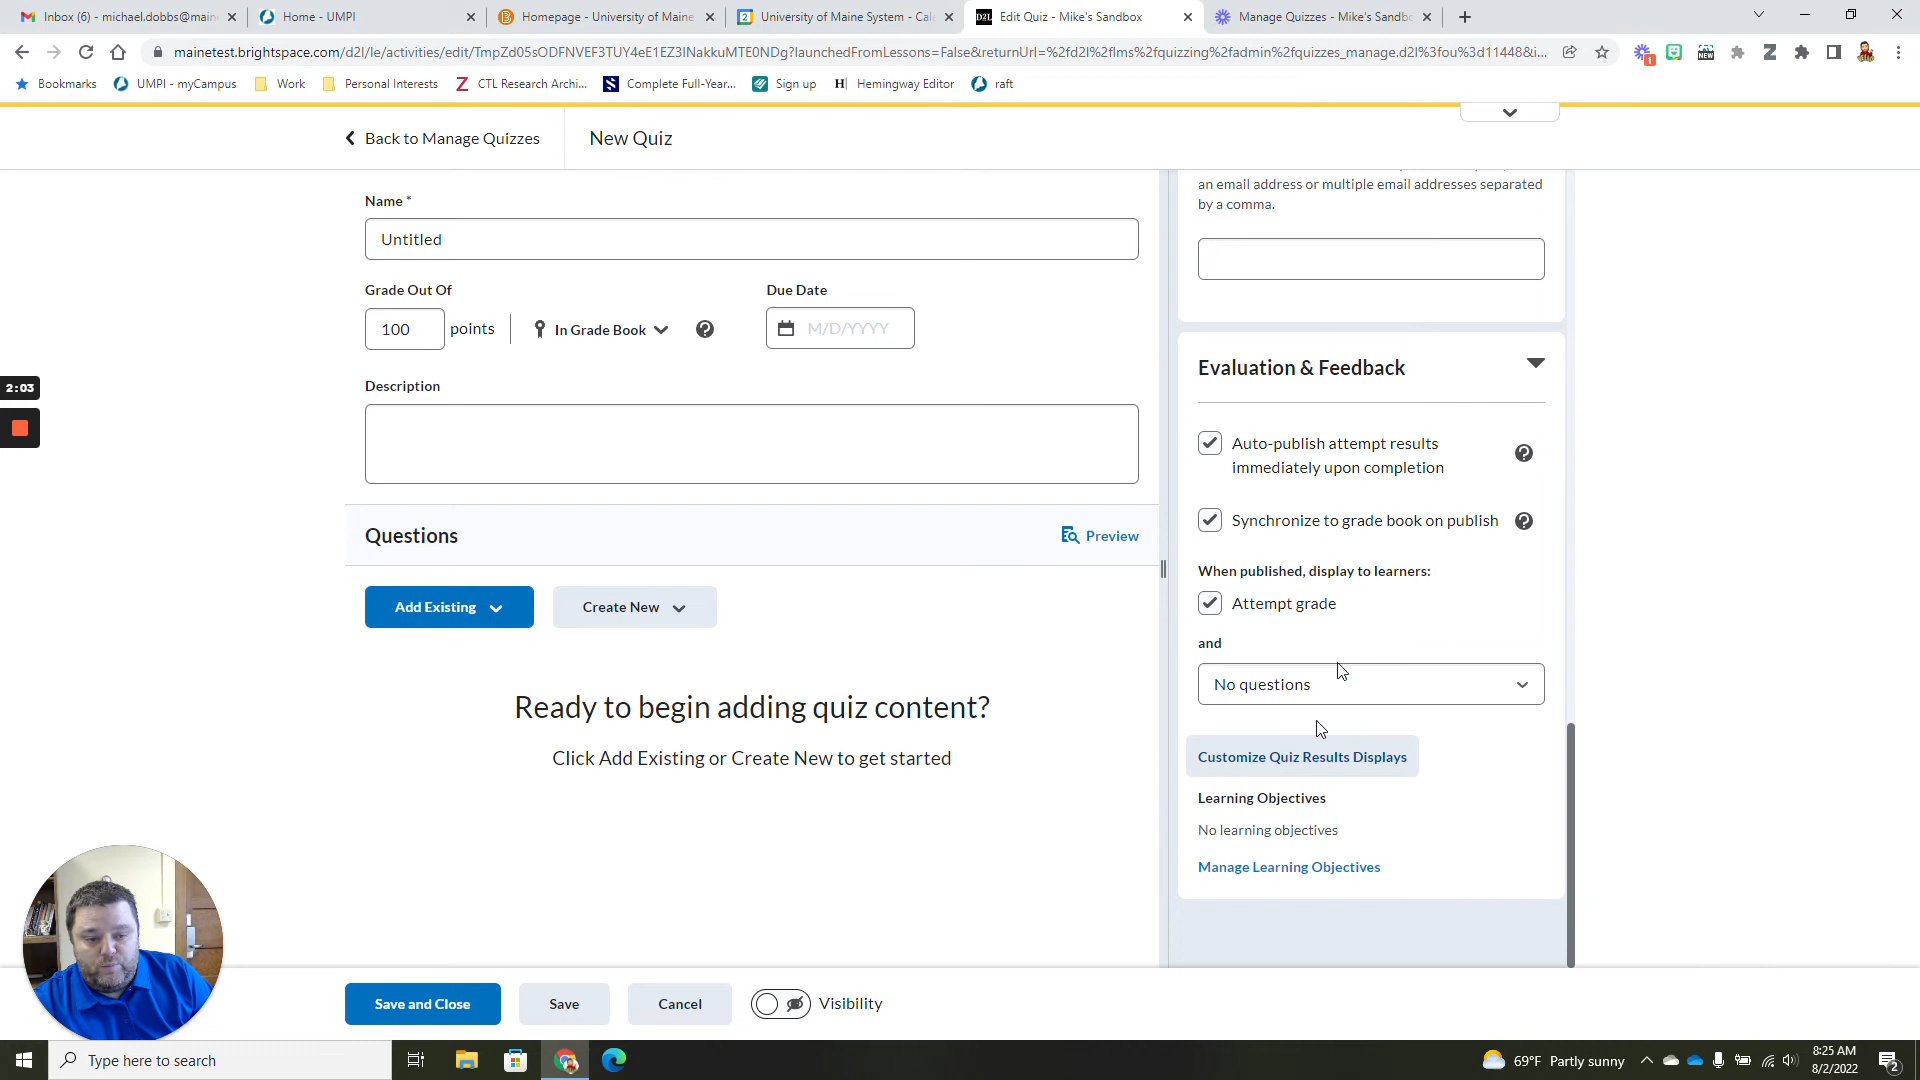 Inbox (6) - michael.dobbs@main
Home - UMPI
Homepage - University of Maine
University of Maine System - Cale
Edit Quiz - Mike's Sandbox
Manage Quizzes - Mike's Sandbo
mainetest.brightspace.com/d2l/le/activities/edit/TmpZd05sODFNVEF3TUY4eE1EZ3INakkuMTE0NDg?launchedFromLessons=False&returnUrl=%2fd2l%2flms%2fquizzing%2fadmin%2fquizzes_manage.d2l%3fou%3d11448&i...
Bookmarks
UMPI - myCampus
Work
Personal Interests
CTL Research Archi...
Complete Full-Year...
Sign up
Hemingway Editor
raft
Back to Manage Quizzes
New Quiz
Name *
Untitled
Grade Out Of
100 points
In Grade Book
Due Date
M/D/YYYY
Description
Questions
Preview
Add Existing
Create New
Ready to begin adding quiz content?
Click Add Existing or Create New to get started
an email address or multiple email addresses separated
by a comma.
Evaluation & Feedback
Auto-publish attempt results
immediately upon completion
Synchronize to grade book on publish
When published, display to learners:
Attempt grade
and
No questions
Customize Quiz Results Displays
Learning Objectives
No learning objectives
Manage Learning Objectives
2:03
Save and Close
Save
Cancel
Visibility
Type here to search
69°F Partly sunny
8:25 AM
8/2/2022
2